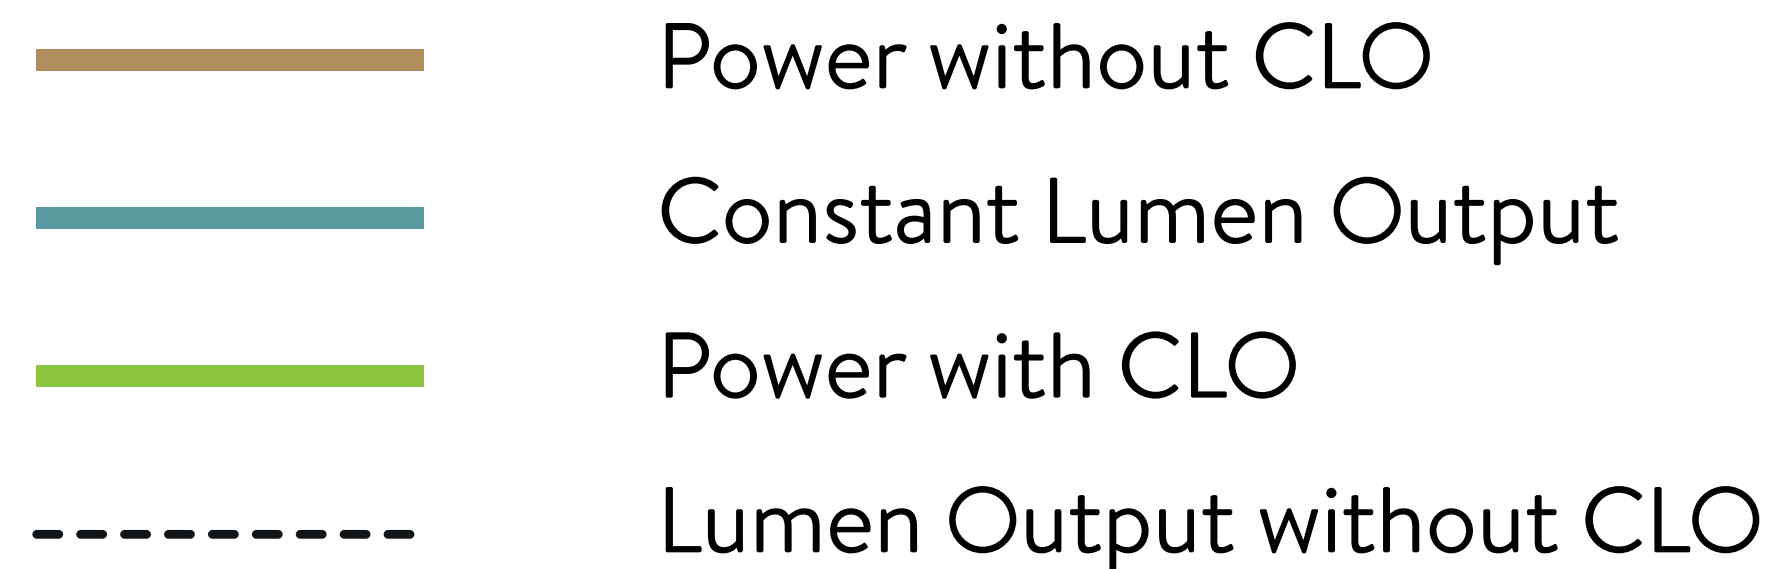 Power without CLO
Constant Lumen Output
Power with CLO
Lumen Output without CLO